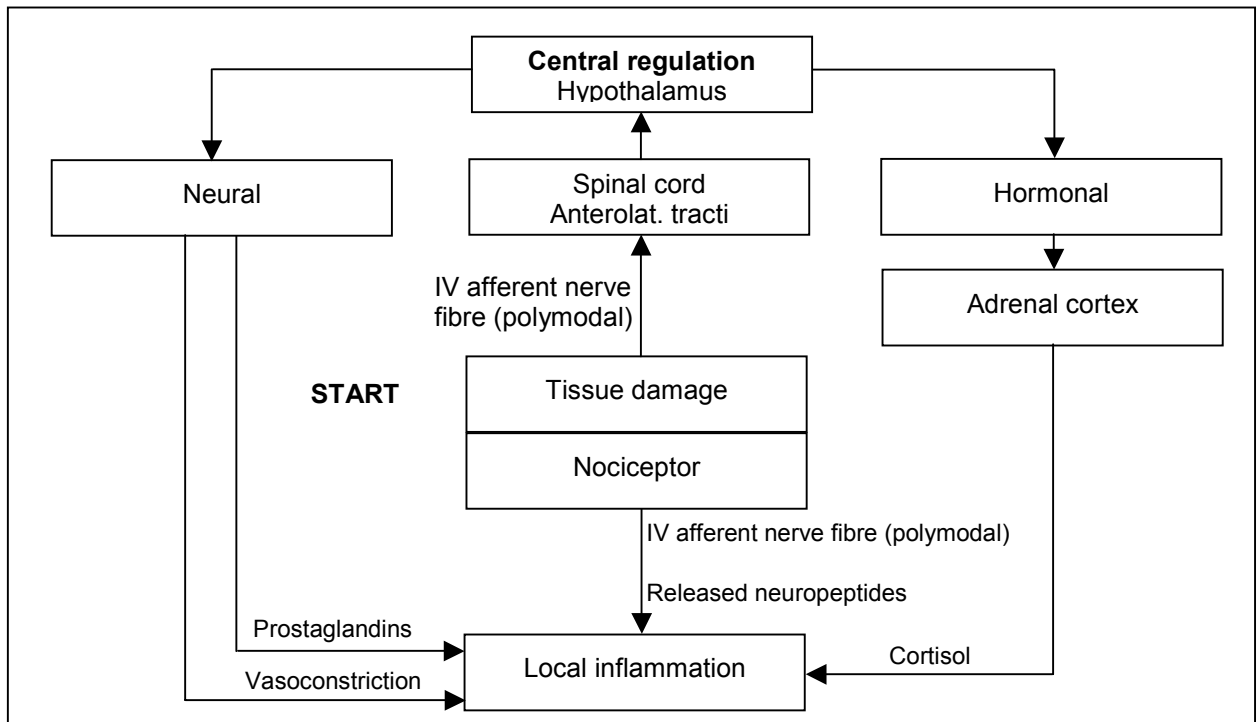 Central regulation
Hypothalamus
Neural
Spinal cord
Anterolat. tracti
Hormonal
IV afferent nerve
fibre (polymodal)
Adrenal cortex
START
Tissue damage
Nociceptor
IV afferent nerve fibre (polymodal)
Released neuropeptides
Prostaglandins
Vasoconstriction
Local inflammation
Cortisol